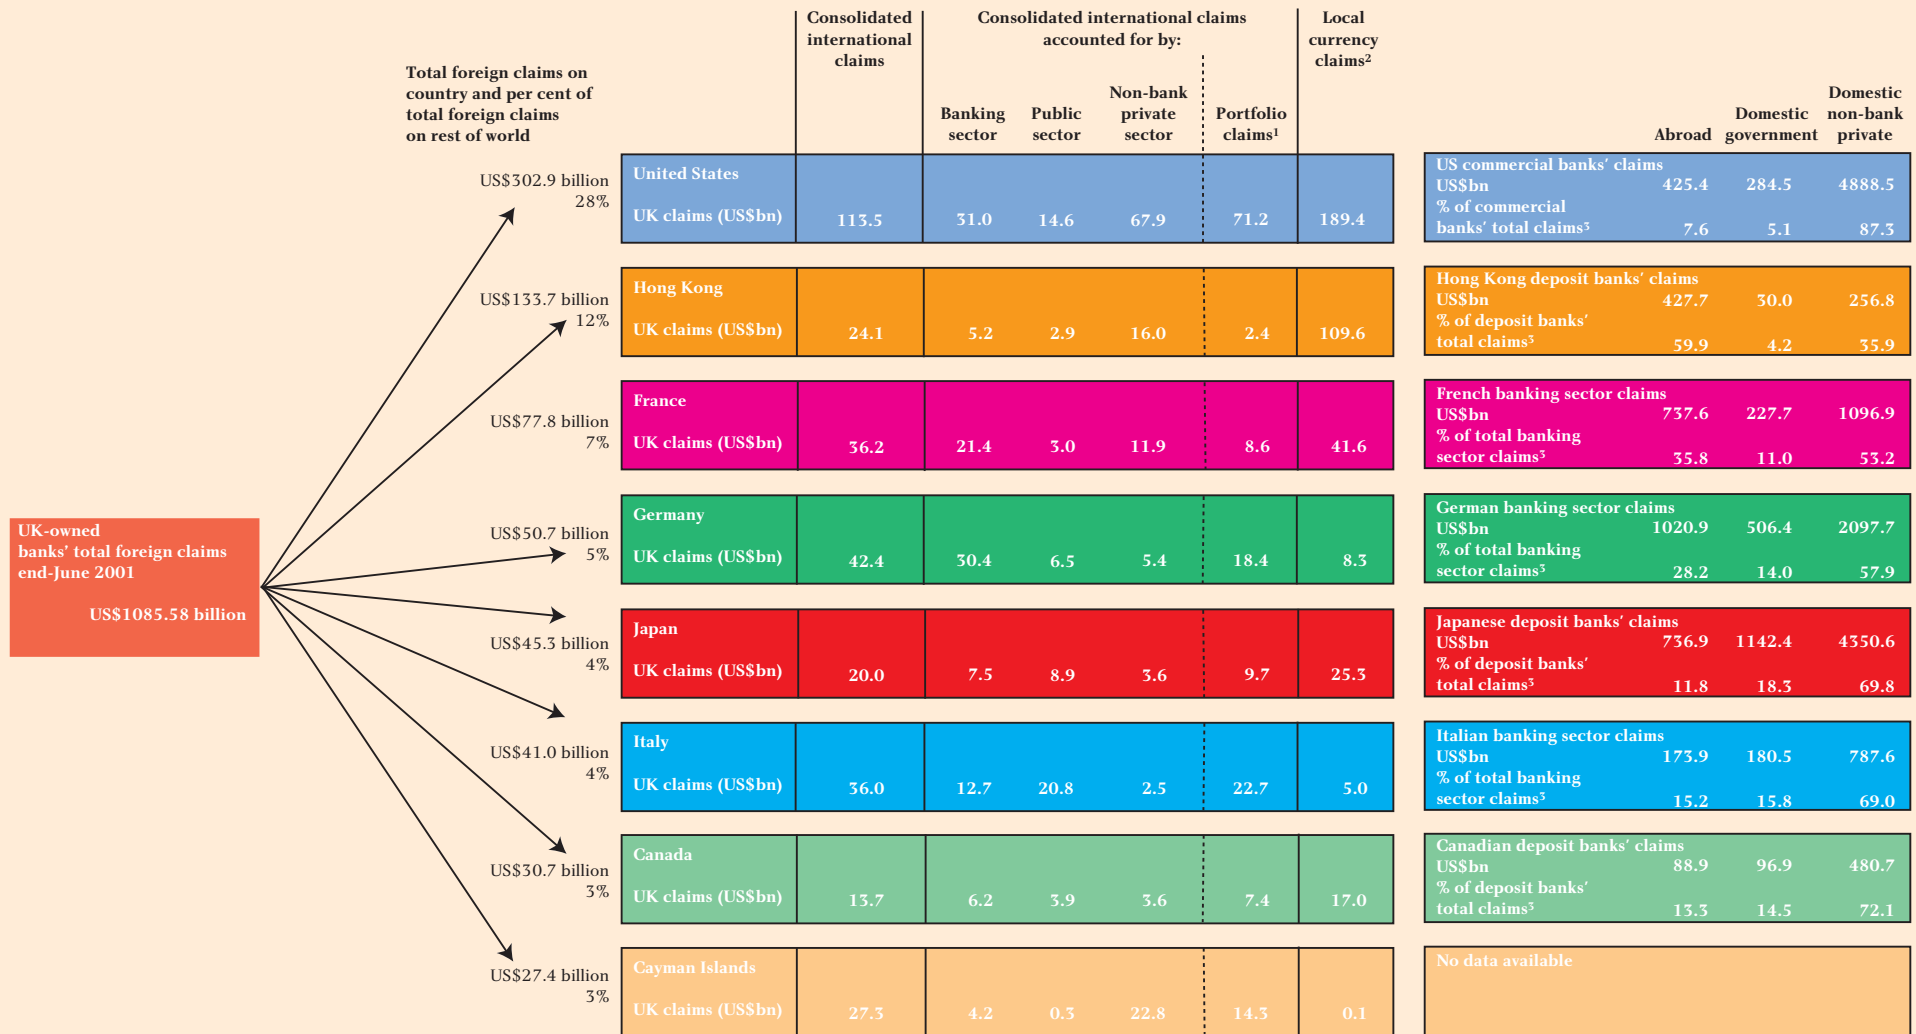 Consolidated international claims
Consolidated international claims accounted for by:
Local currency claims²
Total foreign claims on
country and per cent of
total foreign claims
on rest of world
Banking sector
Public sector
Non-bank private sector
Portfolio claims¹
Abroad
Domestic government
Domestic non-bank private
UK-owned
banks' total foreign claims
end-June 2001
US$1085.58 billion
US$302.9 billion
28%
United States
UK claims (US$bn) 113.5 31.0 14.6 67.9 71.2 189.4
US commercial banks' claims
US$bn 425.4 284.5 4888.5
% of commercial
banks' total claims³ 7.6 5.1 87.3
US$133.7 billion
12%
Hong Kong
UK claims (US$bn) 24.1 5.2 2.9 16.0 2.4 109.6
Hong Kong deposit banks' claims
US$bn 427.7 30.0 256.8
% of deposit banks'
total claims³ 59.9 4.2 35.9
US$77.8 billion
7%
France
UK claims (US$bn) 36.2 21.4 3.0 11.9 8.6 41.6
French banking sector claims
US$bn 737.6 227.7 1096.9
% of total banking
sector claims³ 35.8 11.0 53.2
US$50.7 billion
5%
Germany
UK claims (US$bn) 42.4 30.4 6.5 5.4 18.4 8.3
German banking sector claims
US$bn 1020.9 506.4 2097.7
% of total banking
sector claims³ 28.2 14.0 57.9
US$45.3 billion
4%
Japan
UK claims (US$bn) 20.0 7.5 8.9 3.6 9.7 25.3
Japanese deposit banks' claims
US$bn 736.9 1142.4 4350.6
% of deposit banks'
total claims³ 11.8 18.3 69.8
US$41.0 billion
4%
Italy
UK claims (US$bn) 36.0 12.7 20.8 2.5 22.7 5.0
Italian banking sector claims
US$bn 173.9 180.5 787.6
% of total banking
sector claims³ 15.2 15.8 69.0
US$30.7 billion
3%
Canada
UK claims (US$bn) 13.7 6.2 3.9 3.6 7.4 17.0
Canadian deposit banks' claims
US$bn 88.9 96.9 480.7
% of deposit banks'
total claims³ 13.3 14.5 72.1
US$27.4 billion
3%
Cayman Islands
UK claims (US$bn) 27.3 4.2 0.3 22.8 14.3 0.1
No data available